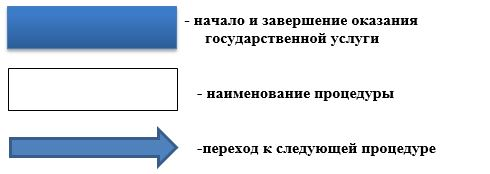 - начало и завершение оказания
государственной услуги
- наименование процедуры
-переход к следующей процедуре